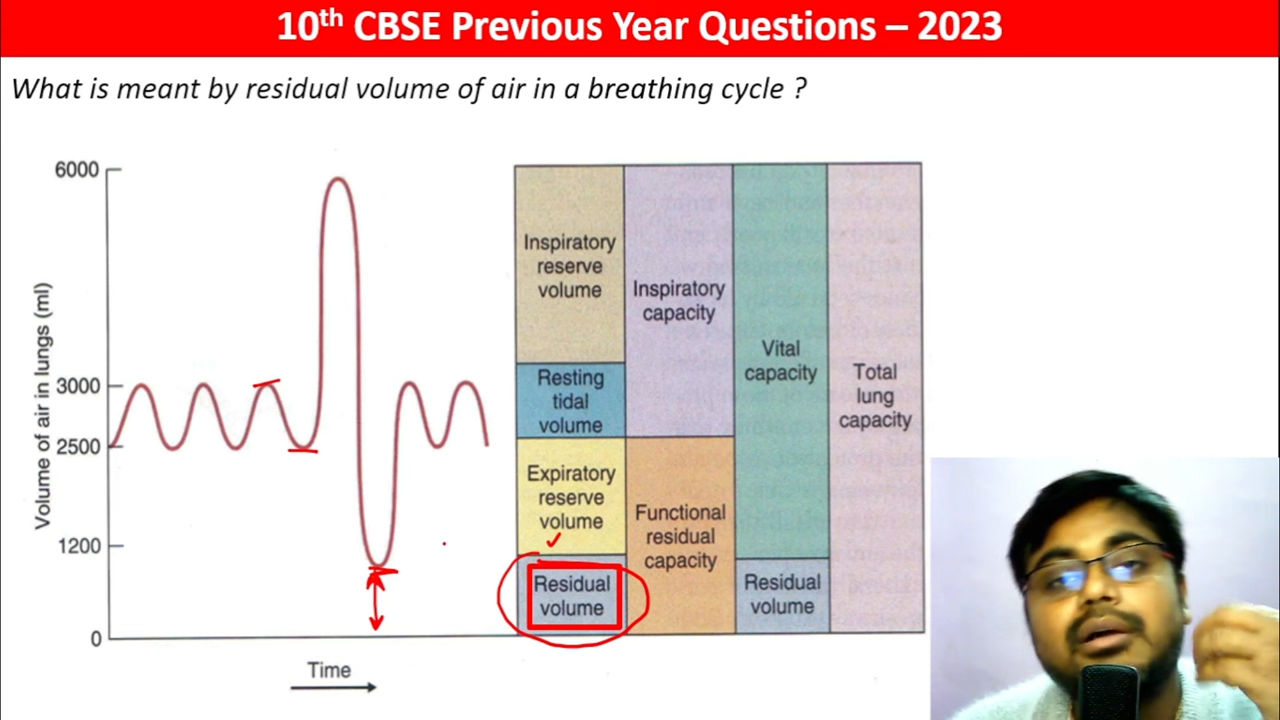 10th CBSE Previous Year Questions – 2023
What is meant by residual volume of air in a breathing cycle ?
Volume of air in lungs (ml)
6000
3000
2500
1200
0
Time
Inspiratory
reserve
volume
Resting
tidal
volume
Expiratory
reserve
volume
Residual
volume
Inspiratory
capacity
Functional
residual
capacity
Vital
capacity
Residual
volume
Total
lung
capacity